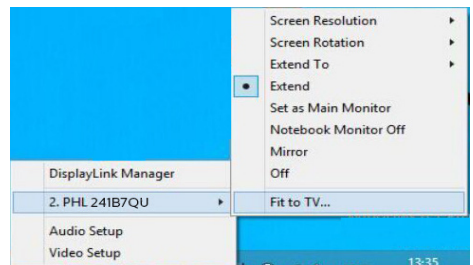 Screen Resolution
Screen Rotation
Extend To
Extend
Set as Main Monitor
Notebook Monitor Off
Mirror
Off
Fit to TV...
DisplayLink Manager
2. PHL 241B7QU
Audio Setup
Video Setup
13:35